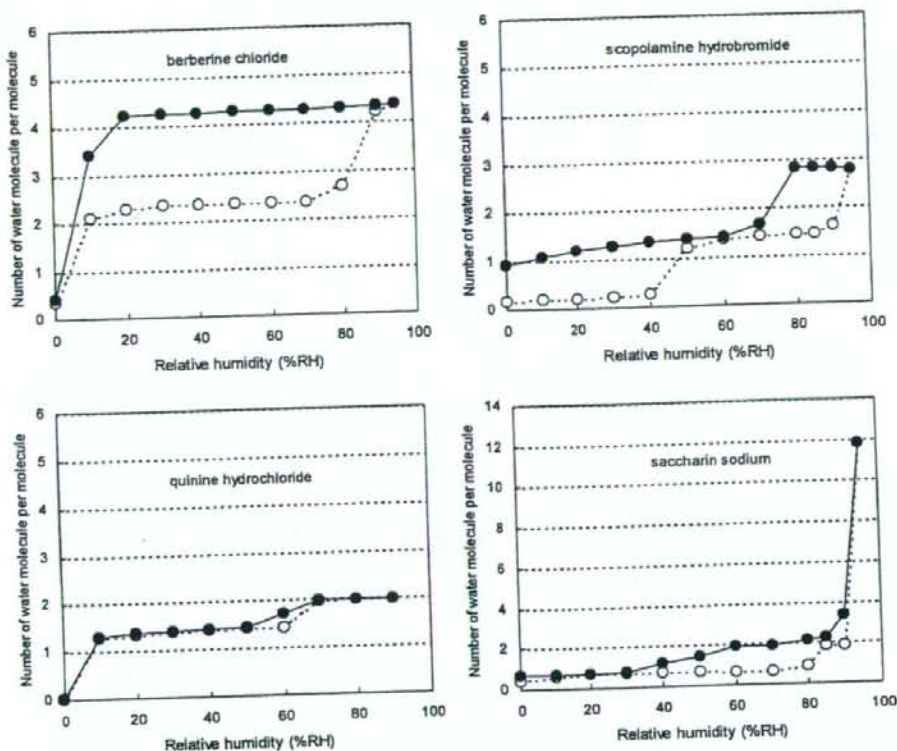 berberine chloride
Number of water molecule per molecule
6
5
4
3
2
1
0
0 20 40 60 80 100
Relative humidity (%RH)
scopolamine hydrobromide
Number of water molecule per molecule
6
5
4
3
2
1
0
0 20 40 60 80 100
Relative humidity (%RH)
quinine hydrochloride
Number of water molecule per molecule
6
5
4
3
2
1
0
0 20 40 60 80 100
Relative humidity (%RH)
saccharin sodium
Number of water molecule per molecule
14
12
10
8
6
4
2
0
0 20 40 60 80 100
Relative humidity (%RH)